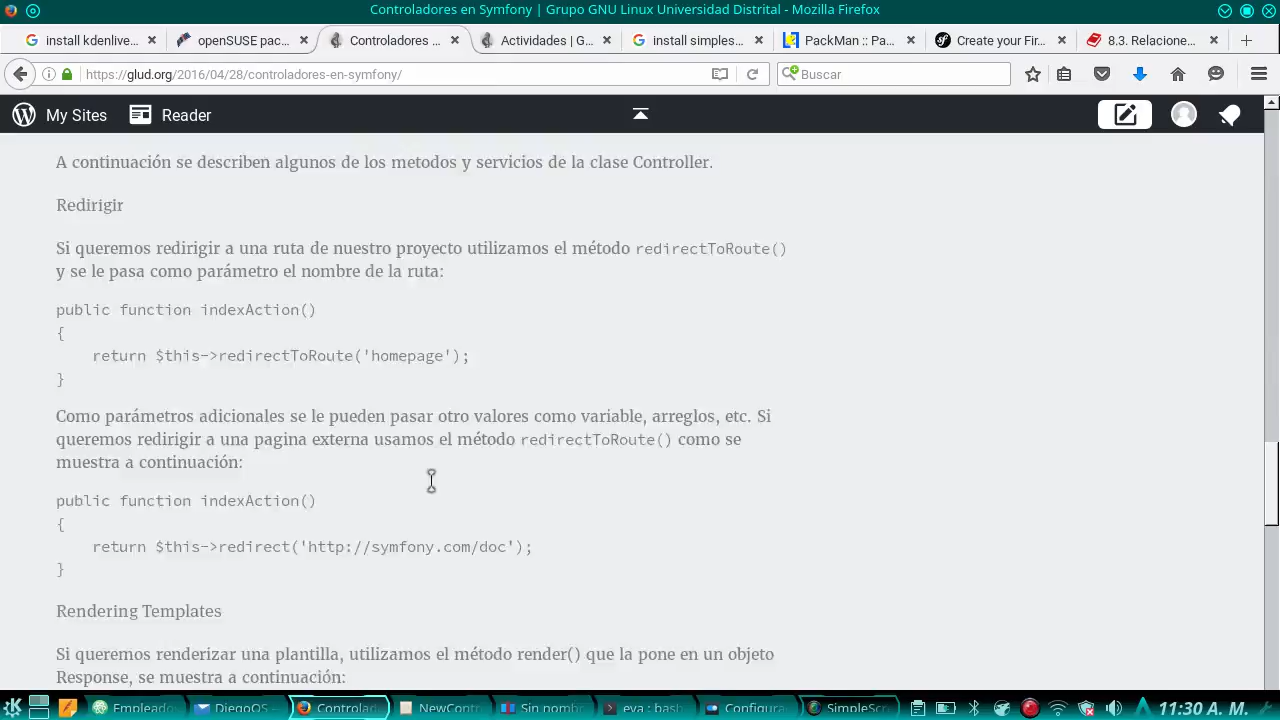 Controladores en Symfony | Grupo GNU Linux Universidad Distrital - Mozilla Firefox
install kdenlive...
openSUSE pac...
Controladores ...
Actividades | G...
install simples...
PackMan :: Pa...
Create your Fir...
8.3. Relacione...
https://glud.org/2016/04/28/controladores-en-symfony/
Buscar
My Sites
Reader
A continuación se describen algunos de los metodos y servicios de la clase Controller.
Redirigir
Si queremos redirigir a una ruta de nuestro proyecto utilizamos el método redirectToRoute()
y se le pasa como parámetro el nombre de la ruta:
public function indexAction()
{
return $this->redirectToRoute('homepage');
}
Como parámetros adicionales se le pueden pasar otro valores como variable, arreglos, etc. Si
queremos redirigir a una pagina externa usamos el método redirectToRoute() como se
muestra a continuación:
public function indexAction()
{
return $this->redirect('http://symfony.com/doc');
}
Rendering Templates
Si queremos renderizar una plantilla, utilizamos el método render() que la pone en un objeto
Response, se muestra a continuación:
Empleado
DiegoOS –
Controlad
NewContr
Sin nombr
eva : bash
Configura
SimpleScr
11:30 A. M.